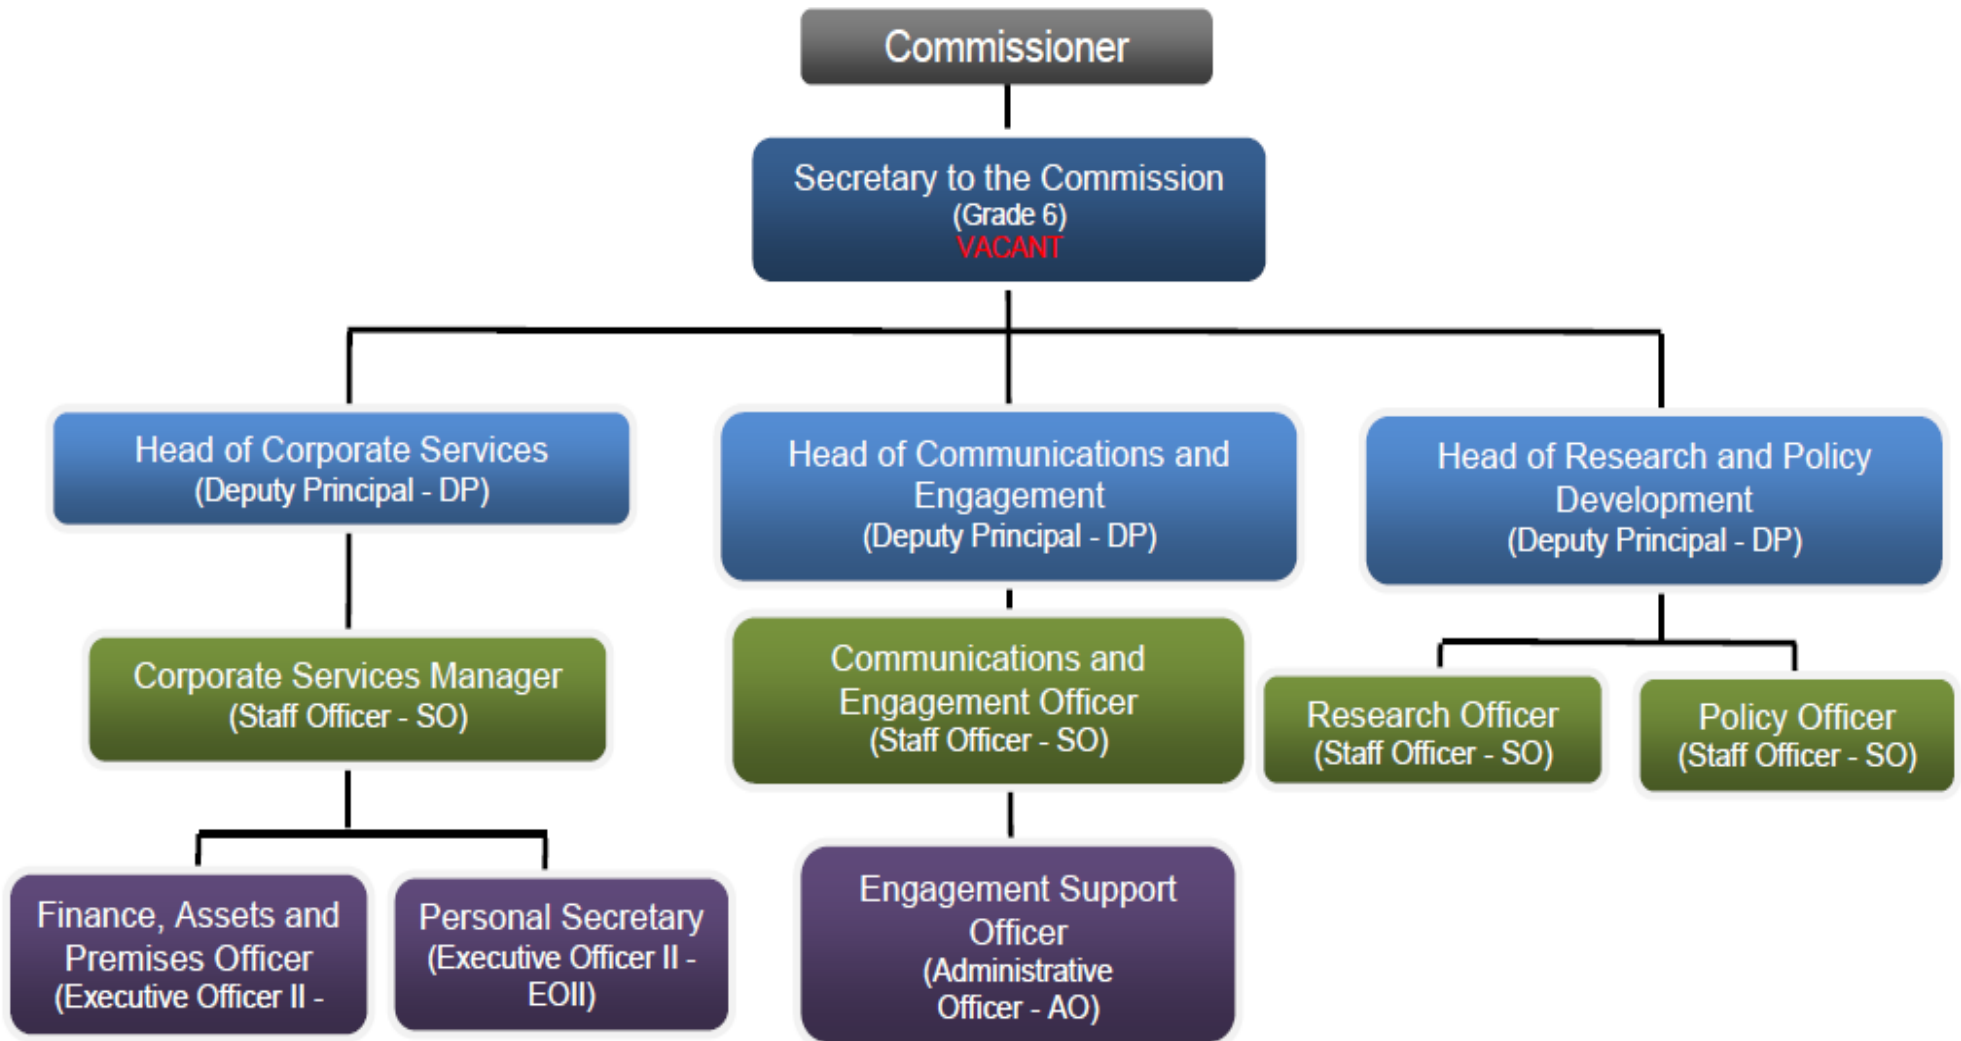 Commissioner
Secretary to the Commission
(Grade 6)
VACANT
Head of Corporate Services
(Deputy Principal - DP)
Head of Communications and
Engagement
(Deputy Principal - DP)
Head of Research and Policy
Development
(Deputy Principal - DP)
Corporate Services Manager
(Staff Officer - SO)
Communications and
Engagement Officer
(Staff Officer - SO)
Research Officer
(Staff Officer - SO)
Policy Officer
(Staff Officer - SO)
Finance, Assets and
Premises Officer
(Executive Officer II -
Personal Secretary
(Executive Officer II -
EOII)
Engagement Support
Officer
(Administrative
Officer - AO)